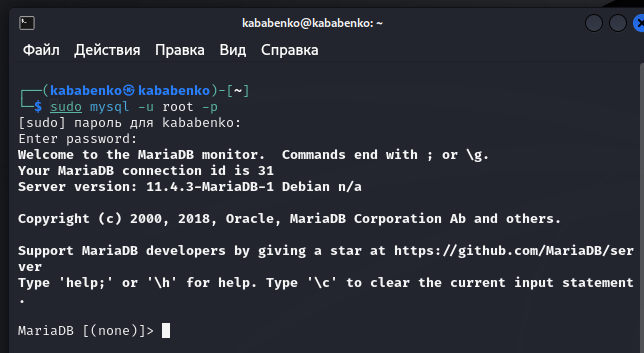 kababenko@kababenko: ~
Файл Действия Правка Вид Справка
┌──(kababenko㉿kababenko)-[~]
└─$ sudo mysql -u root -p
[sudo] пароль для kababenko:
Enter password:
Welcome to the MariaDB monitor.  Commands end with ; or \g.
Your MariaDB connection id is 31
Server version: 11.4.3-MariaDB-1 Debian n/a
Copyright (c) 2000, 2018, Oracle, MariaDB Corporation Ab and others.
Support MariaDB developers by giving a star at https://github.com/MariaDB/ser
ver
Type 'help;' or '\h' for help. Type '\c' to clear the current input statement
.
MariaDB [(none)]>